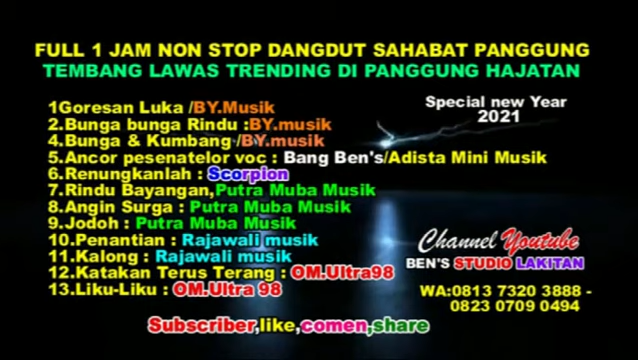 FULL 1 JAM NON STOP DANGDUT SAHABAT PANGGUNG
TEMBANG LAWAS TRENDING DI PANGGUNG HAJATAN
Special new Year
2021
1Goresan Luka /BY.Musik
2.Bunga bunga Rindu :BY.musik
4.Bunga & Kumbang /BY.musik
5.Ancor pesenatelor voc : Bang Ben's/Adista Mini Musik
6.Renungkanlah : Scorpion
7.Rindu Bayangan,Putra Muba Musik
8.Angin Surga : Putra Muba Musik
9.Jodoh : Putra Muba Musik
10.Penantian : Rajawali musik
11.Kalong : Rajawali musik
12.Katakan Terus Terang : OM.Ultra98
13.Liku-Liku : OM.Ultra 98
Channel Youtube
BEN'S STUDIO LAKITAN
WA:0813 7320 3888 -
0823 0709 0494
Subscriber,like,comen,share